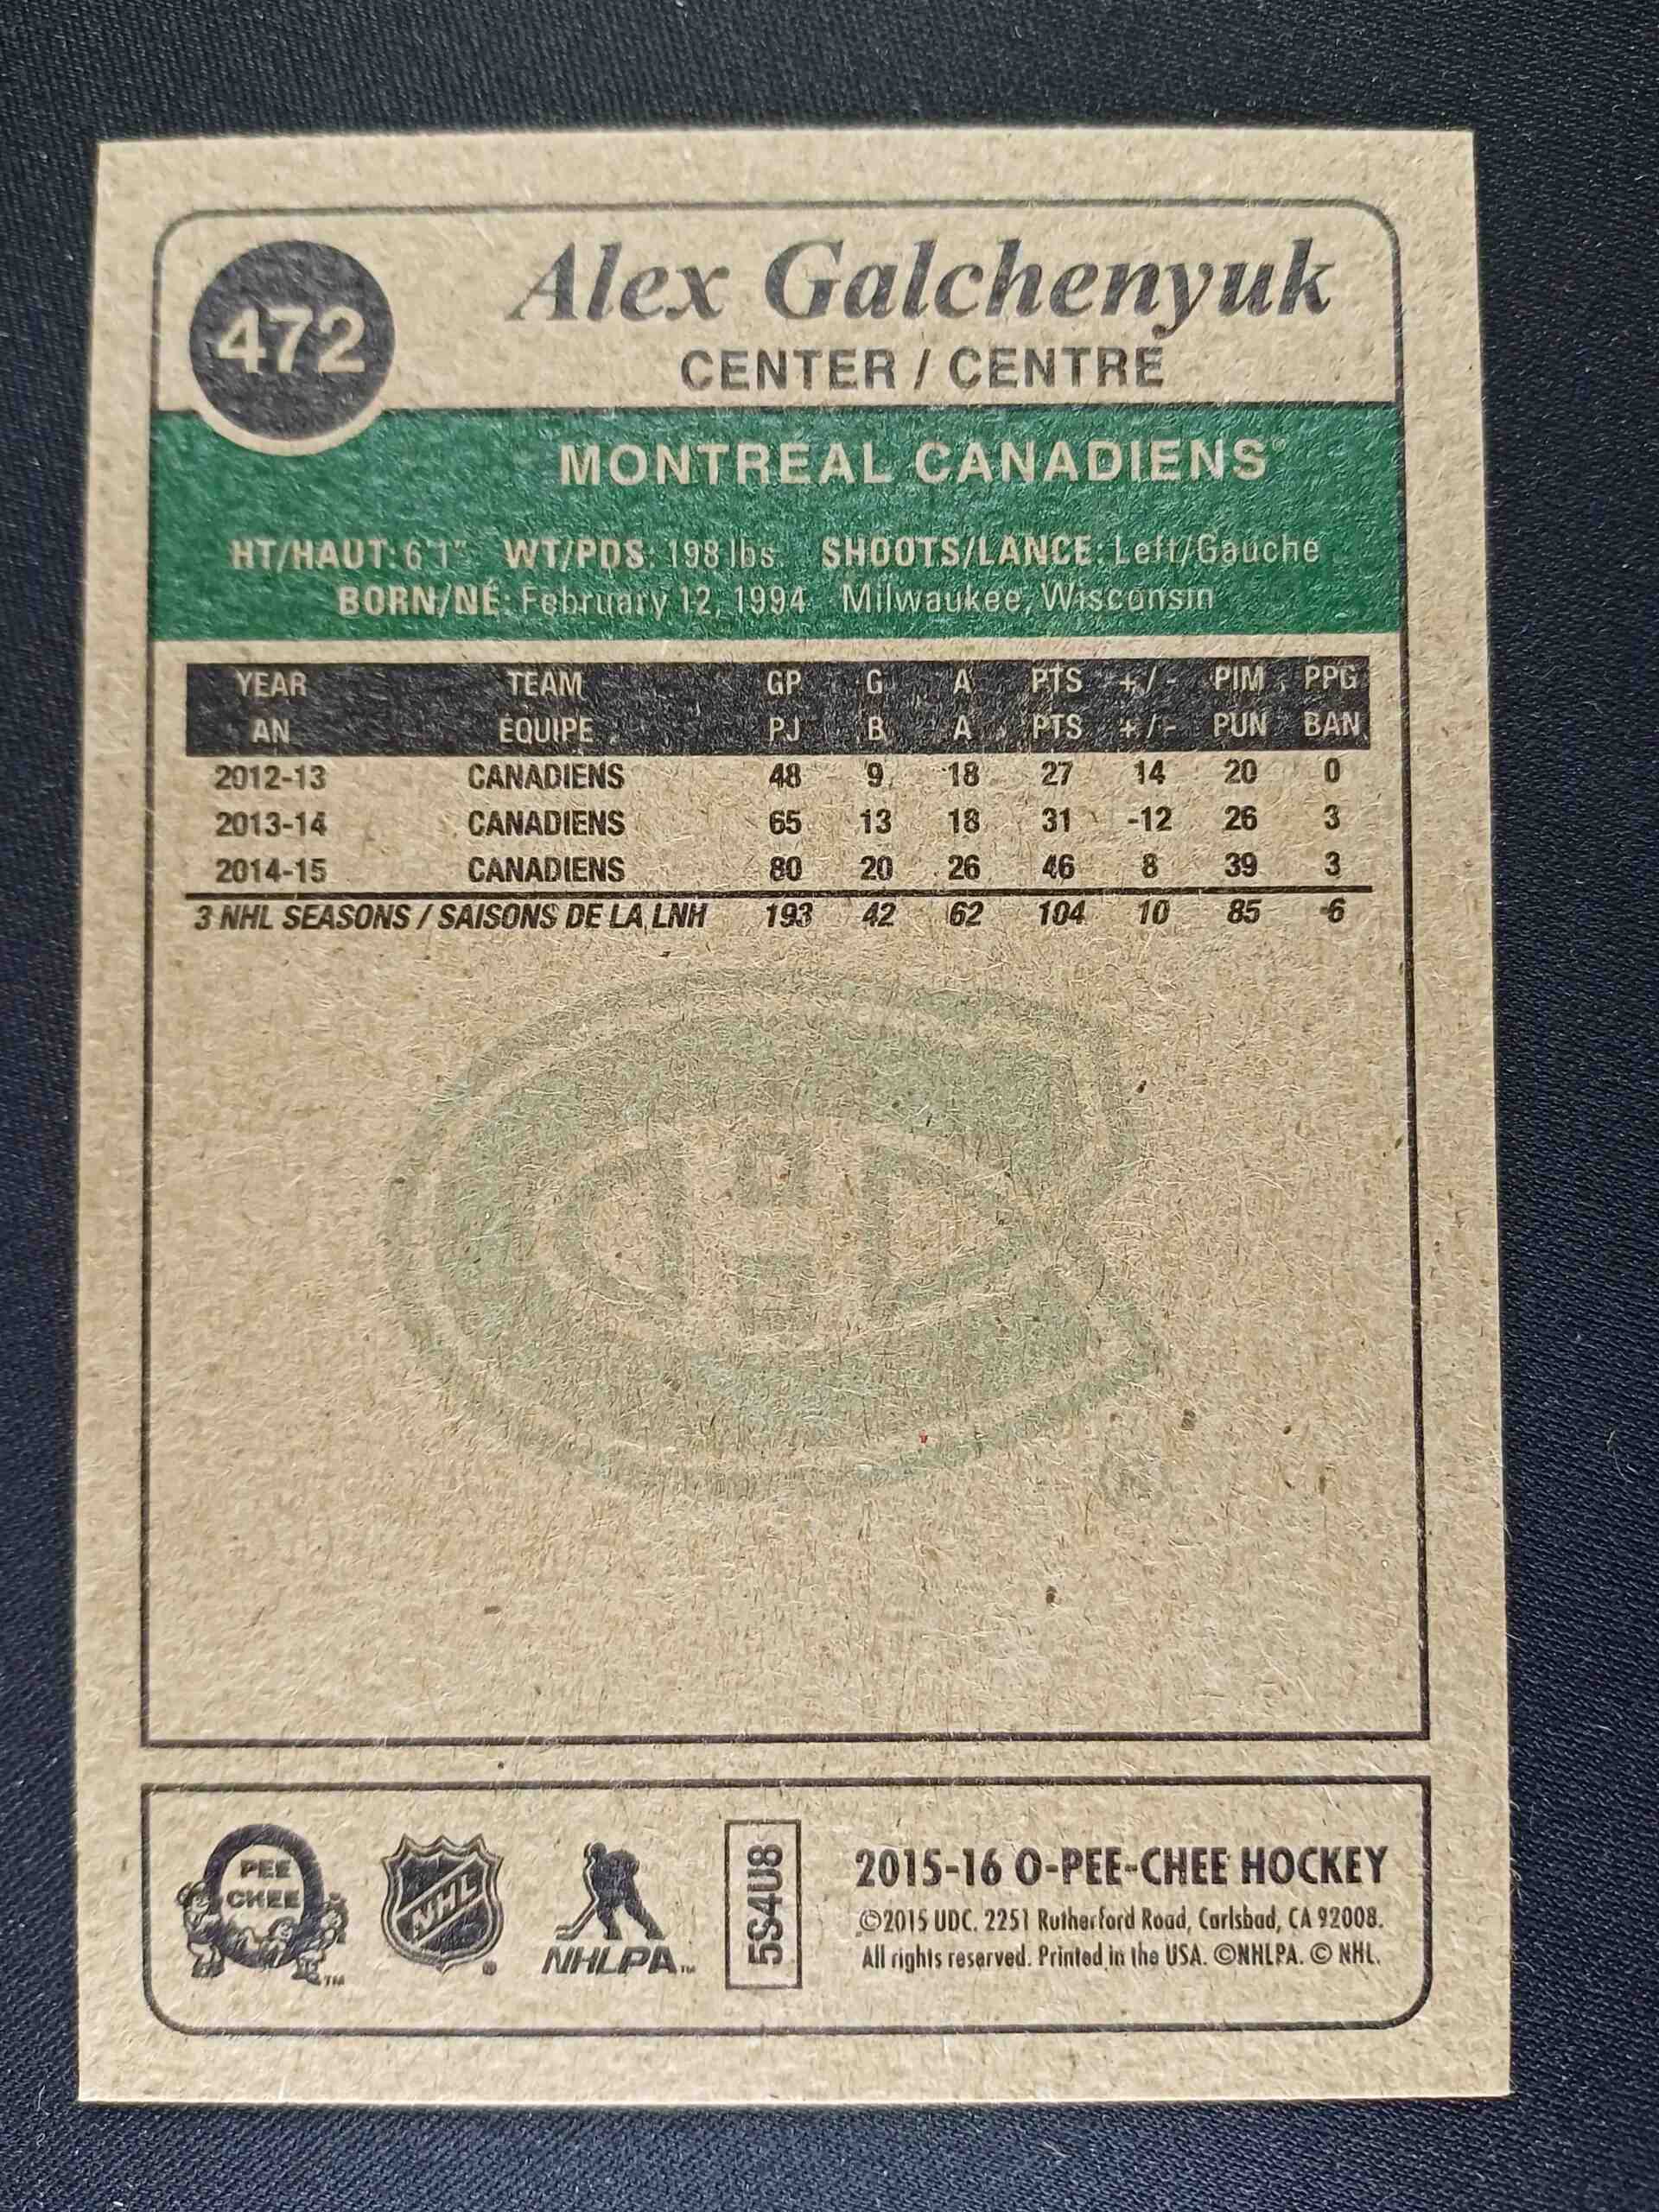 472
Alex Galchenyuk
CENTER / CENTRE
MONTRÉAL CANADIENS®
HT/HAUT: 6'1" WT/PDS: 198 lbs. SHOOTS/LANCE: Left/Gauche
BORN/NÉ: February 12, 1994 Milwaukee, Wisconsin
YEAR TEAM GP G A PTS +/- PIM PPG
AN ÉQUIPE PJ B A PTS +/- PUN BAN
2012-13 CANADIENS 48 9 18 27 14 20 0
2013-14 CANADIENS 65 13 18 31 -12 26 3
2014-15 CANADIENS 80 20 26 46 8 39 3
3 NHL SEASONS / SAISONS DE LA LNH 193 42 62 104 10 85 6
CH
PEE
CHEE
TM
NHL
NHLPA™
5S4U8
2015-16 O-PEE-CHEE HOCKEY
©2015 UDC. 2251 Rutherford Road, Carlsbad, CA 92008.
All rights reserved. Printed in the USA. ©NHLPA. © NHL.